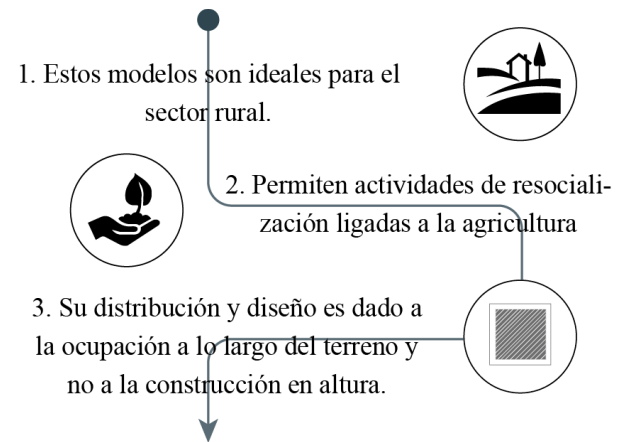 1. Estos modelos son ideales para el
sector rural.
2. Permiten actividades de resociali-
zación ligadas a la agricultura
3. Su distribución y diseño es dado a
la ocupación a lo largo del terreno y
no a la construcción en altura.